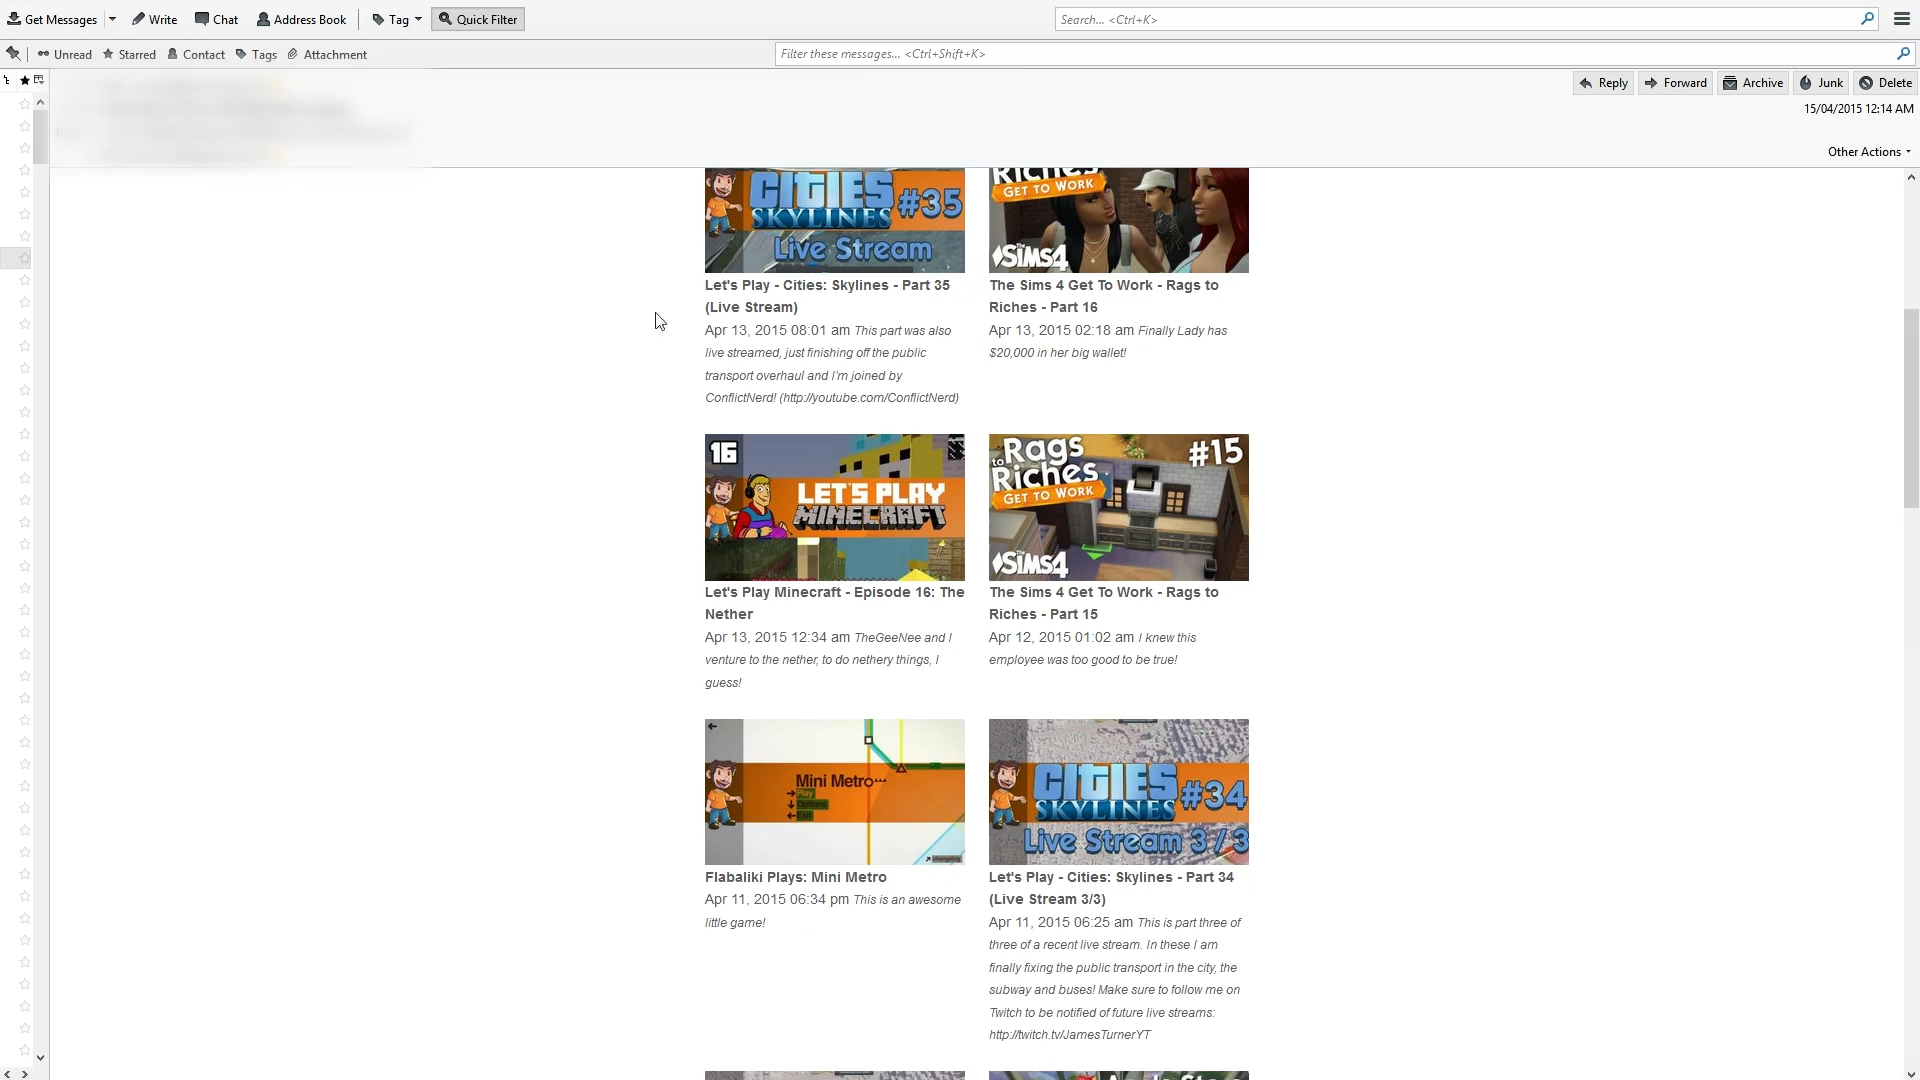 Get Messages
Write
Chat
Address Book
Tag
Quick Filter
Search... <Ctrl+K>
Unread
Starred
Contact
Tags
Attachment
Filter these messages... <Ctrl+Shift+K>
Reply
Forward
Archive
Junk
Delete
15/04/2015 12:14 AM
Other Actions
CITIES
SKYLINES
#35
Live Stream
Riches
GET TO WORK
The
SIMS4
Let's Play - Cities: Skylines - Part 35
(Live Stream)
Apr 13, 2015 08:01 am This part was also
live streamed, just finishing off the public
transport overhaul and I'm joined by
ConflictNerd! (http://youtube.com/ConflictNerd)
The Sims 4 Get To Work - Rags to
Riches - Part 16
Apr 13, 2015 02:18 am Finally Lady has
$20,000 in her big wallet!
16
LET'S PLAY
MINECRAFT
Rags
to
Riches
GET TO WORK
#15
The
SIMS4
Let's Play Minecraft - Episode 16: The
Nether
Apr 13, 2015 12:34 am TheGeeNee and I
venture to the nether, to do nethery things, I
guess!
The Sims 4 Get To Work - Rags to
Riches - Part 15
Apr 12, 2015 01:02 am I knew this
employee was too good to be true!
Mini Metro
Play
Options
Exit
changelog
CITIES
SKYLINES
#34
Live Stream 3/3
Flabaliki Plays: Mini Metro
Apr 11, 2015 06:34 pm This is an awesome
little game!
Let's Play - Cities: Skylines - Part 34
(Live Stream 3/3)
Apr 11, 2015 06:25 am This is part three of
three of a recent live stream. In these I am
finally fixing the public transport in the city, the
subway and buses! Make sure to follow me on
Twitch to be notified of future live streams:
http://twitch.tv/JamesTurnerYT